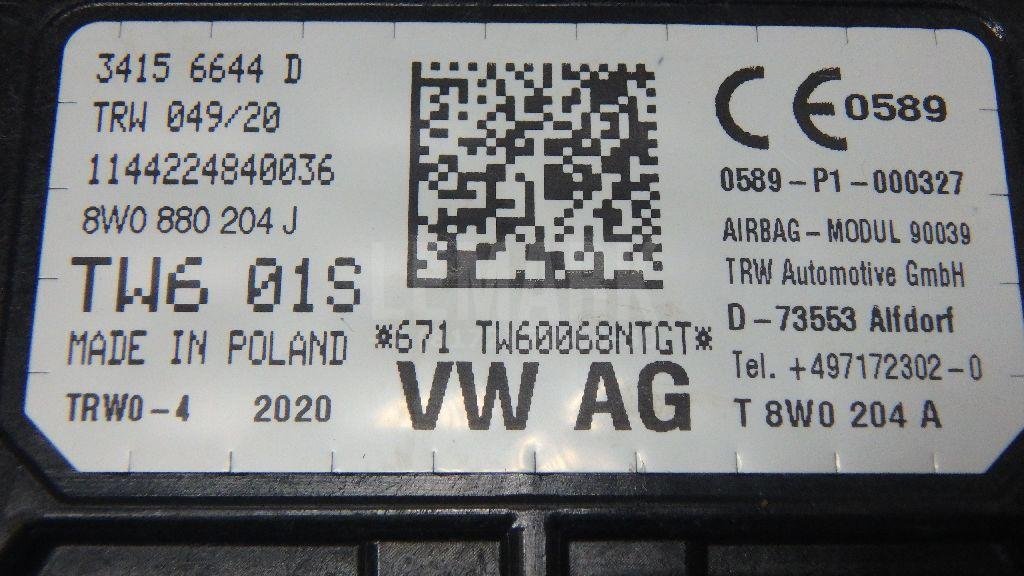 3415 6644 D
TRW 049/20
1144224840036
8W0 880 204 J
TW6 01S
MADE IN POLAND
TRW0-4 2020
*671 TW60068NTGT*
VW AG
CE 0589
0589-P1-000327
AIRBAG-MODUL 90039
TRW Automotive GmbH
D-73553 Alfdorf
Tel. +497172302-0
T 8W0 204 A